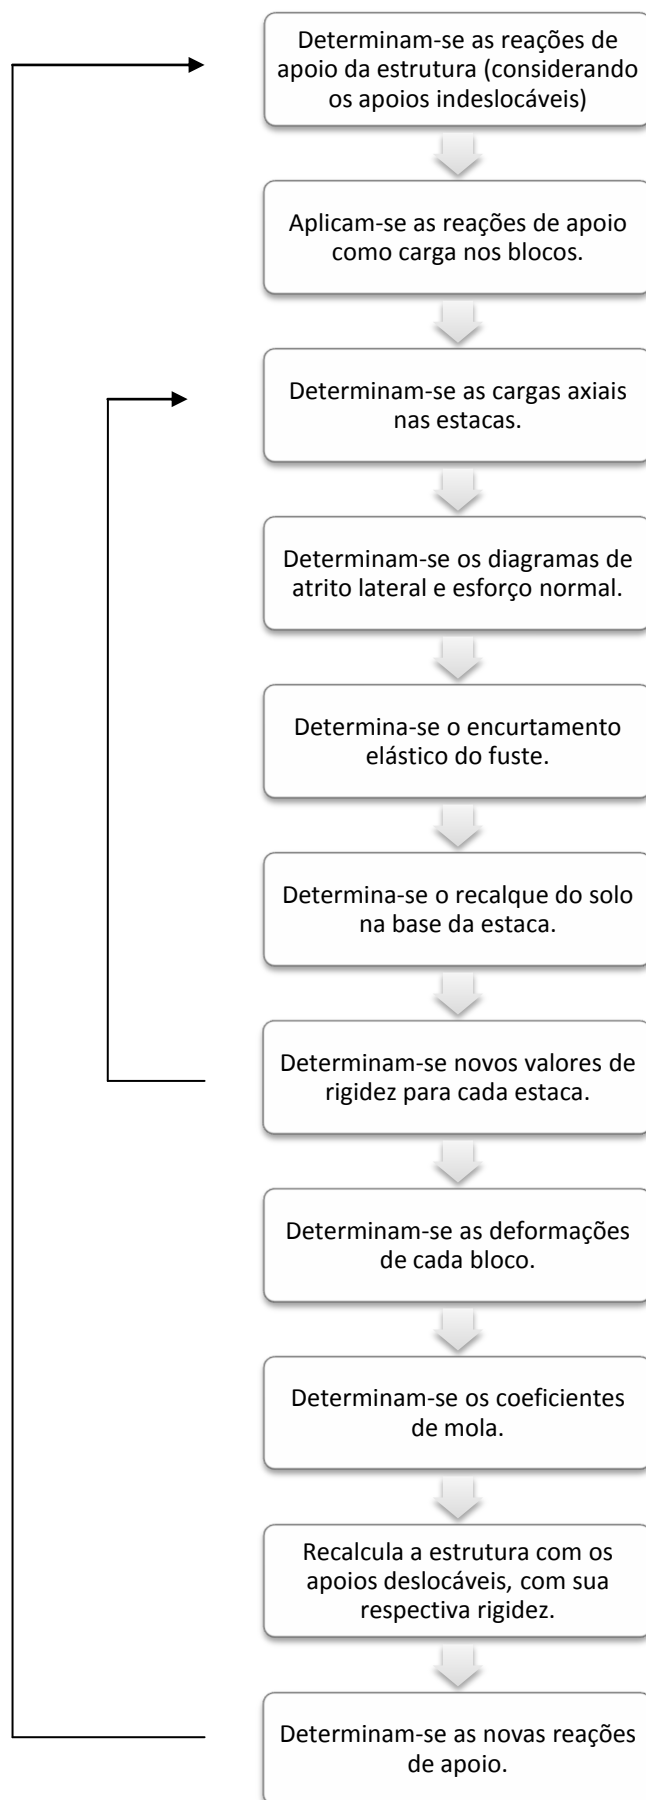 Determinam-se as reações de
apoio da estrutura (considerando
os apoios indeslocáveis)
Aplicam-se as reações de apoio
como carga nos blocos.
Determinam-se as cargas axiais
nas estacas.
Determinam-se os diagramas de
atrito lateral e esforço normal.
Determina-se o encurtamento
elástico do fuste.
Determina-se o recalque do solo
na base da estaca.
Determinam-se novos valores de
rigidez para cada estaca.
Determinam-se as deformações
de cada bloco.
Determinam-se os coeficientes
de mola.
Recalcula a estrutura com os
apoios deslocáveis, com sua
respectiva rigidez.
Determinam-se as novas reações
de apoio.